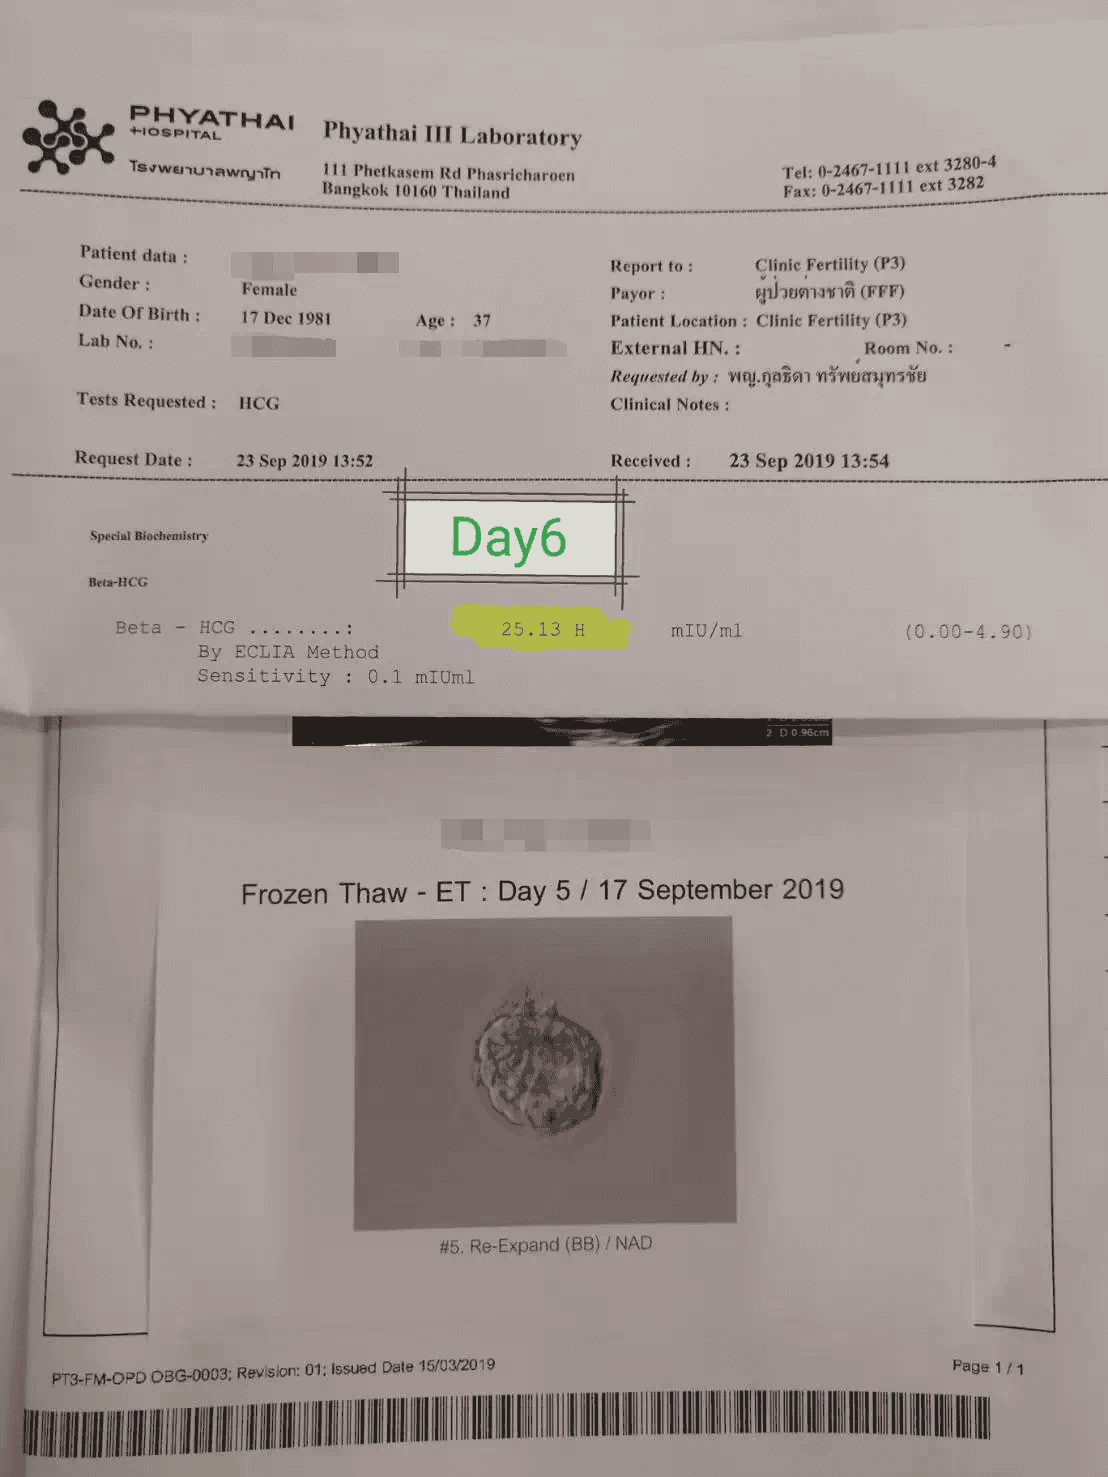 PHYATHAI
HOSPITAL
โรงพยาบาลพญาไท
Phyathai III Laboratory
111 Phetkasem Rd Phasricharoen
Bangkok 10160 Thailand
Tel: 0-2467-1111 ext 3280-4
Fax: 0-2467-1111 ext 3282
Patient data :
Gender : Female
Date Of Birth : 17 Dec 1981 Age : 37
Lab No. :
Tests Requested : HCG
Request Date : 23 Sep 2019 13:52
Report to : Clinic Fertility (P3)
Payor : ผู้ป่วยต่างชาติ (FFF)
Patient Location : Clinic Fertility (P3)
External HN. : Room No. : -
Requested by : พญ.กุลธิดา ทรัพย์สมุทรชัย
Clinical Notes :
Received : 23 Sep 2019 13:54
Day6
Special Biochemistry
Beta-HCG
Beta - HCG ........: 25.13 H mIU/ml (0.00-4.90)
By ECLIA Method
Sensitivity : 0.1 mIUml
2 D 0.96cm
Frozen Thaw - ET : Day 5 / 17 September 2019
#5. Re-Expand (BB) / NAD
PT3-FM-OPD OBG-0003; Revision: 01; Issued Date 15/03/2019
Page 1 / 1